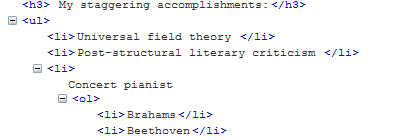 <h3> My staggering accomplishments:</h3>
<ul>
<li>Universal field theory </li>
<li>Post-structural literary criticism </li>
<li>
Concert pianist
<ol>
<li>Brahams</li>
<li>Beethoven</li>